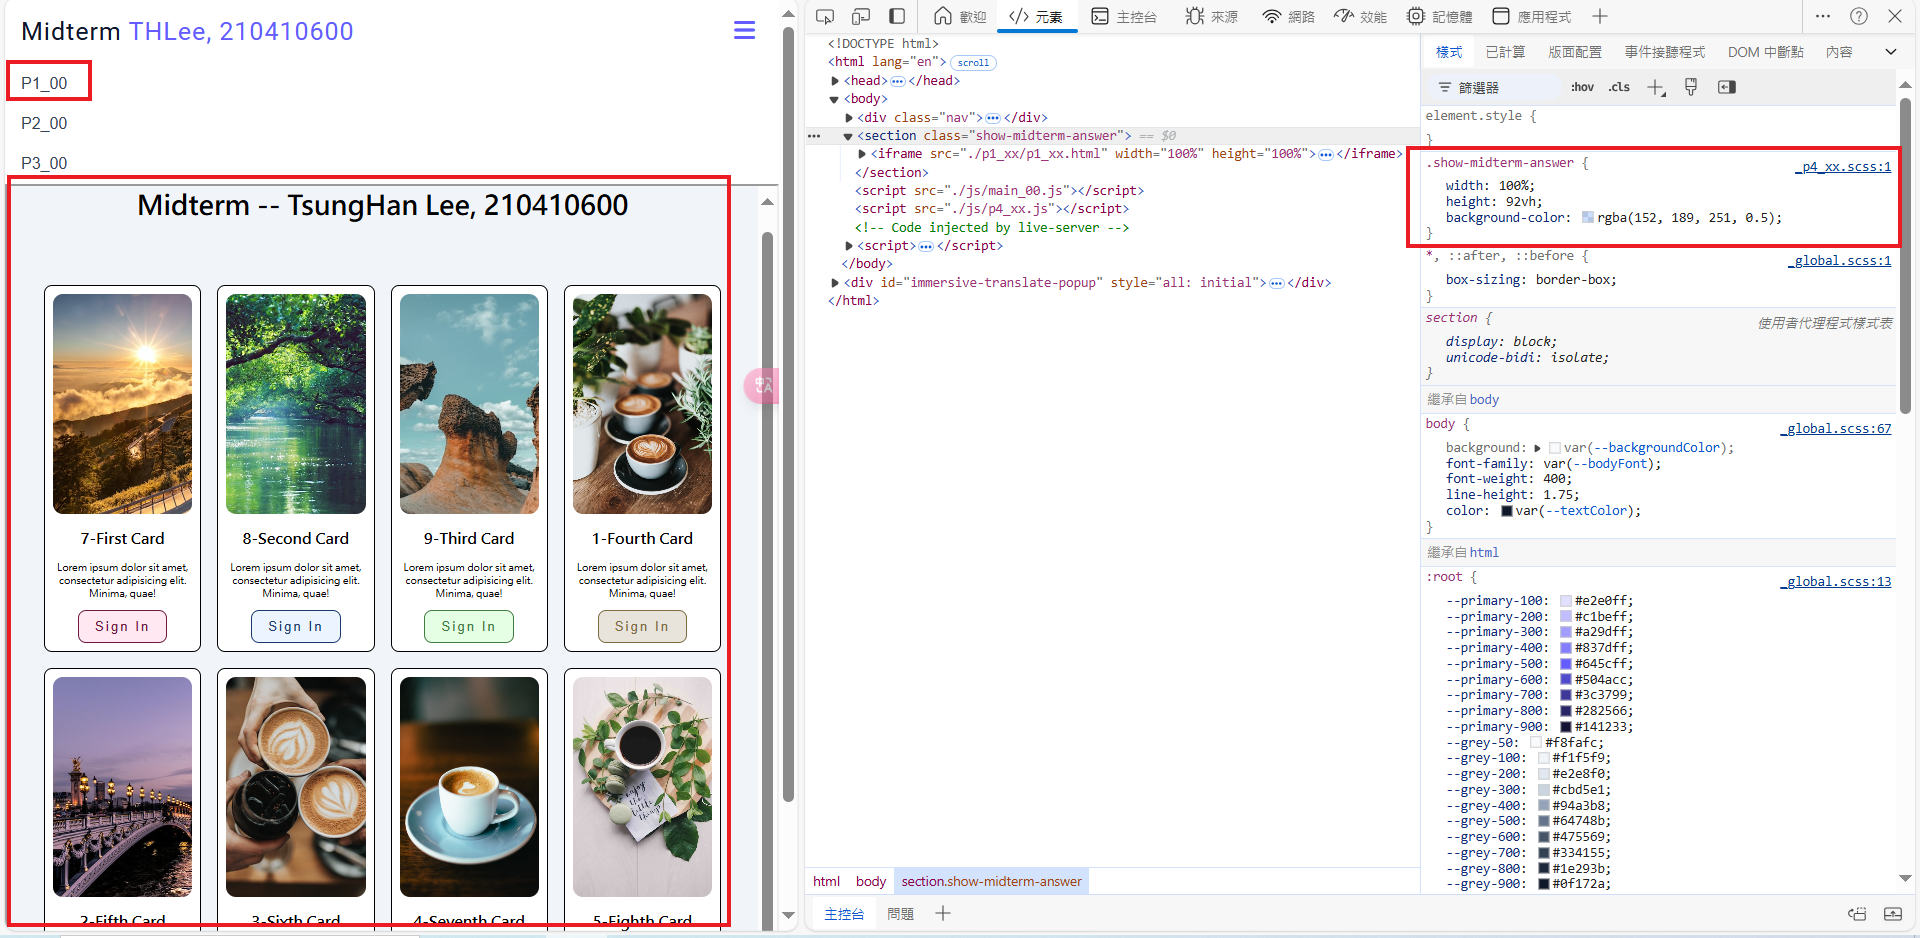 Midterm THLee, 210410600
P1_00
P2_00
P3_00
Midterm -- TsungHan Lee, 210410600
7-First Card
Lorem ipsum dolor sit amet,
consectetur adipisicing elit.
Minima, quae!
Sign In
8-Second Card
Lorem ipsum dolor sit amet,
consectetur adipisicing elit.
Minima, quae!
Sign In
9-Third Card
Lorem ipsum dolor sit amet,
consectetur adipisicing elit.
Minima, quae!
Sign In
1-Fourth Card
Lorem ipsum dolor sit amet,
consectetur adipisicing elit.
Minima, quae!
Sign In
enjoy
the
little
things
2-Fifth Card
3-Sixth Card
4-Seventh Card
5-Eighth Card
歡迎 </> 元素 主控台 來源 網路 效能 記憶體 應用程式
<!DOCTYPE html>
<html lang="en"> scroll
<head> ••• </head>
<body>
<div class="nav"> ••• </div>
••• <section class="show-midterm-answer"> == $0
<iframe src="./p1_xx/p1_xx.html" width="100%" height="100%"> ••• </iframe>
</section>
<script src="./js/main_00.js"></script>
<script src="./js/p4_xx.js"></script>
<!-- Code injected by live-server -->
<script> ••• </script>
</body>
<div id="immersive-translate-popup" style="all: initial"> ••• </div>
</html>
html body section.show-midterm-answer
主控台 問題
樣式 已計算 版面配置 事件接聽程式 DOM 中斷點 內容
篩選器 :hov .cls
element.style {
}
.show-midterm-answer { _p4_xx.scss:1
width: 100%;
height: 92vh;
background-color: rgba(152, 189, 251, 0.5);
}
*, ::after, ::before { _global.scss:1
box-sizing: border-box;
}
section { 使用者代理程式樣式表
display: block;
unicode-bidi: isolate;
}
繼承自 body
body { _global.scss:67
background: var(--backgroundColor);
font-family: var(--bodyFont);
font-weight: 400;
line-height: 1.75;
color: var(--textColor);
}
繼承自 html
:root { _global.scss:13
--primary-100: #e2e0ff;
--primary-200: #c1beff;
--primary-300: #a29dff;
--primary-400: #837dff;
--primary-500: #645cff;
--primary-600: #504acc;
--primary-700: #3c3799;
--primary-800: #282566;
--primary-900: #141233;
--grey-50: #f8fafc;
--grey-100: #f1f5f9;
--grey-200: #e2e8f0;
--grey-300: #cbd5e1;
--grey-400: #94a3b8;
--grey-500: #64748b;
--grey-600: #475569;
--grey-700: #334155;
--grey-800: #1e293b;
--grey-900: #0f172a;